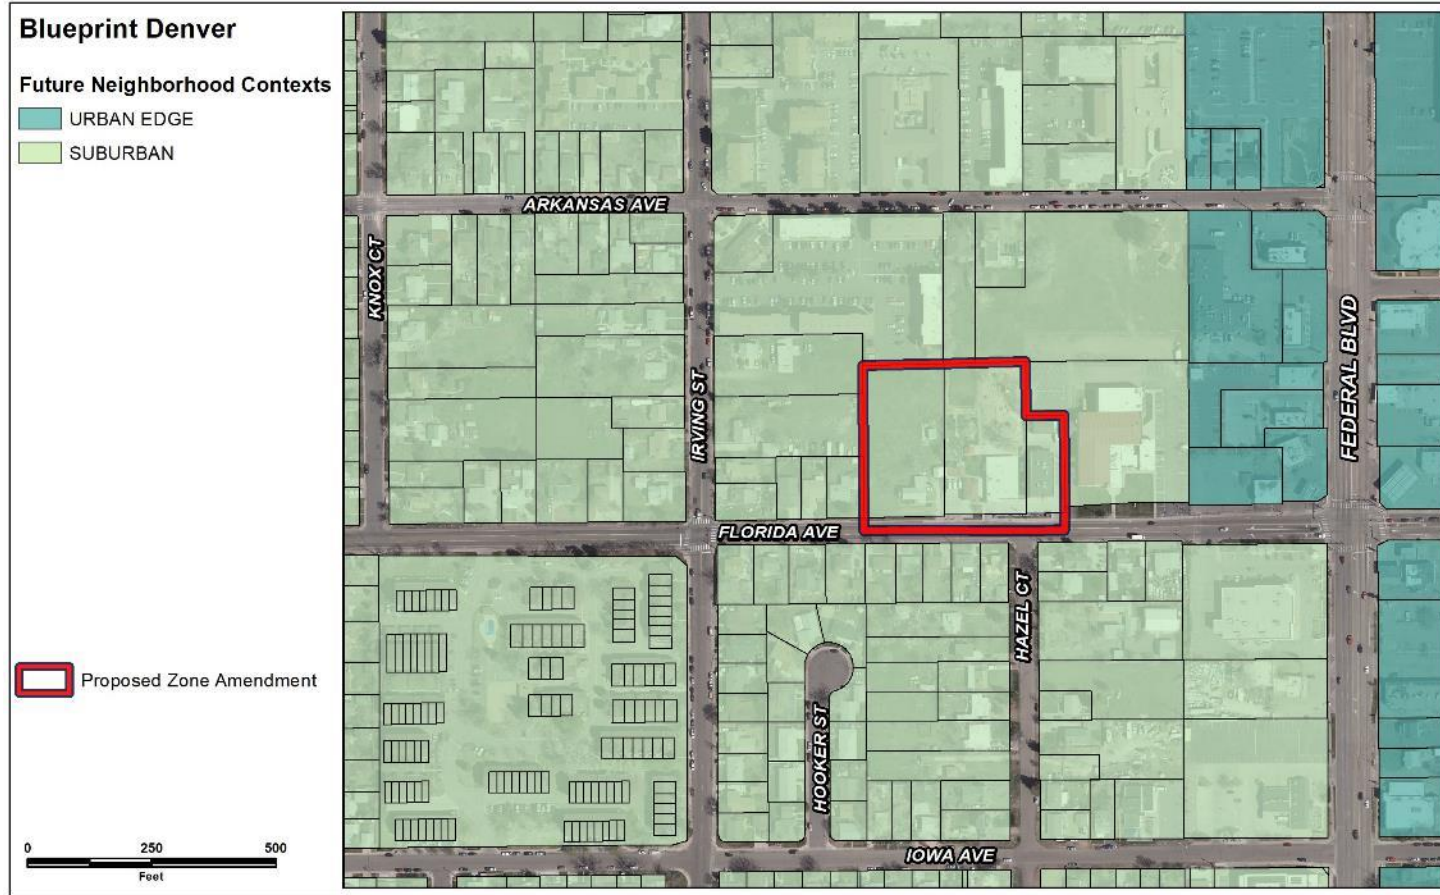 Blueprint Denver
Future Neighborhood Contexts
URBAN EDGE
SUBURBAN
ARKANSAS AVE
KNOX CT
IRVING ST
FEDERAL BLVD
FLORIDA AVE
HAZEL CT
Proposed Zone Amendment
HOOKER ST
0 250 500
Feet
IOWA AVE